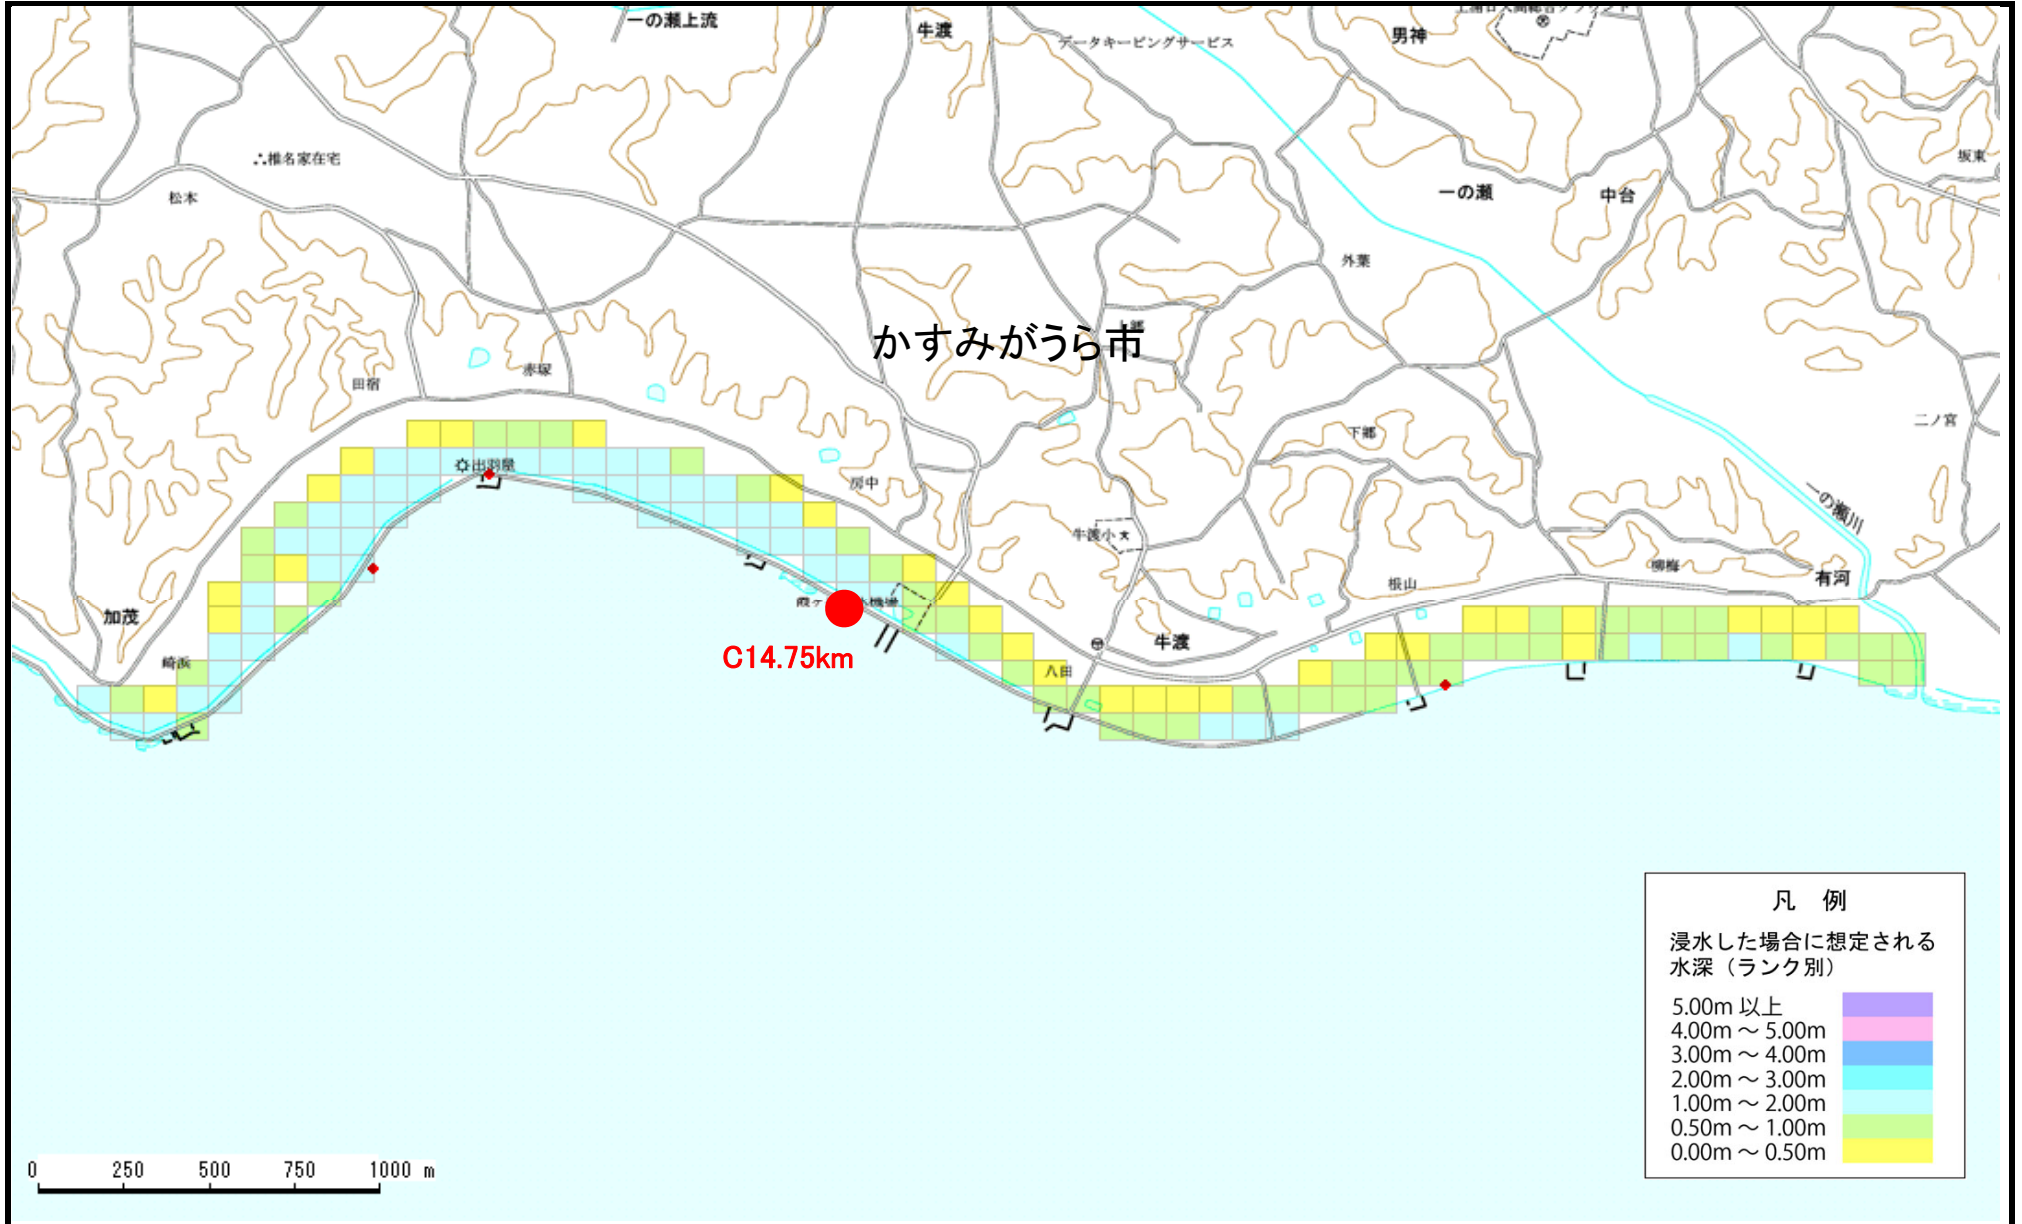 一の瀬上流
牛渡
データキーピングサービス
男神
椎名家在宅
松木
坂東
一の瀬
中台
外葉
上郷
かすみがうら市
赤塚
田宿
二ノ宮
下郷
出羽屋
房中
一の瀬川
牛渡小
柳梅
有河
根山
加茂
霞ヶ
機場
牛渡
C14.75km
崎浜
八田
凡 例
浸水した場合に想定される
水深（ランク別）
5.00m 以上
4.00m ～ 5.00m
3.00m ～ 4.00m
2.00m ～ 3.00m
1.00m ～ 2.00m
0.50m ～ 1.00m
0.00m ～ 0.50m
0 250 500 750 1000 m